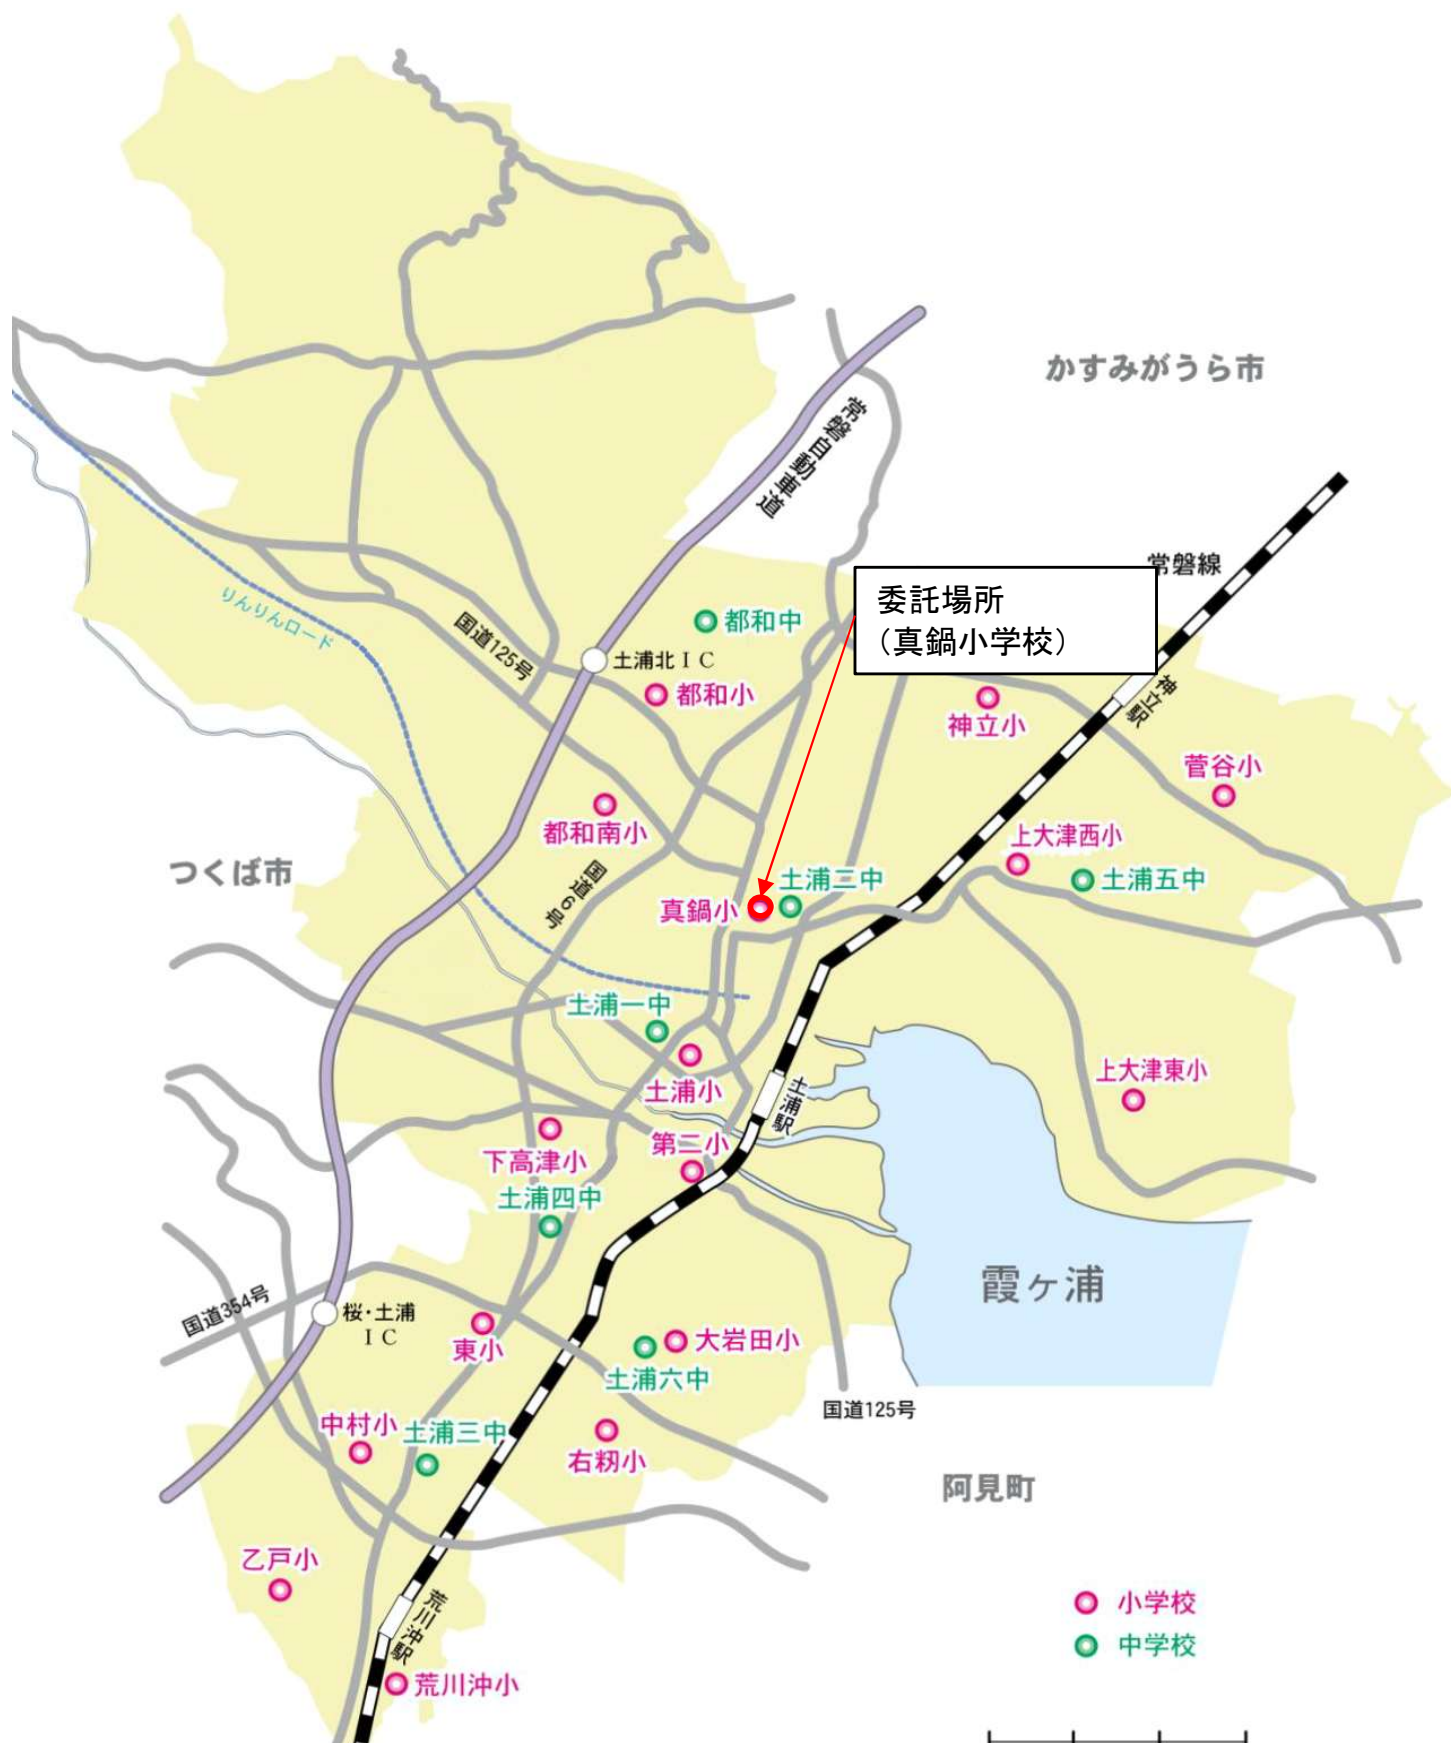 かすみがうら市
常磐自動車道
常磐線
委託場所
（真鍋小学校）
りんりんロード
国道125号
都和中
土浦北ＩＣ
都和小
神立小
神立駅
菅谷小
都和南小
上大津西小
つくば市
国道6号
土浦二中
土浦五中
真鍋小
土浦一中
土浦小
土浦駅
上大津東小
第二小
下高津小
土浦四中
霞ヶ浦
国道354号
桜・土浦
ＩＣ
東小
大岩田小
土浦六中
国道125号
中村小
土浦三中
右籾小
阿見町
乙戸小
荒川沖駅
小学校
中学校
荒川沖小